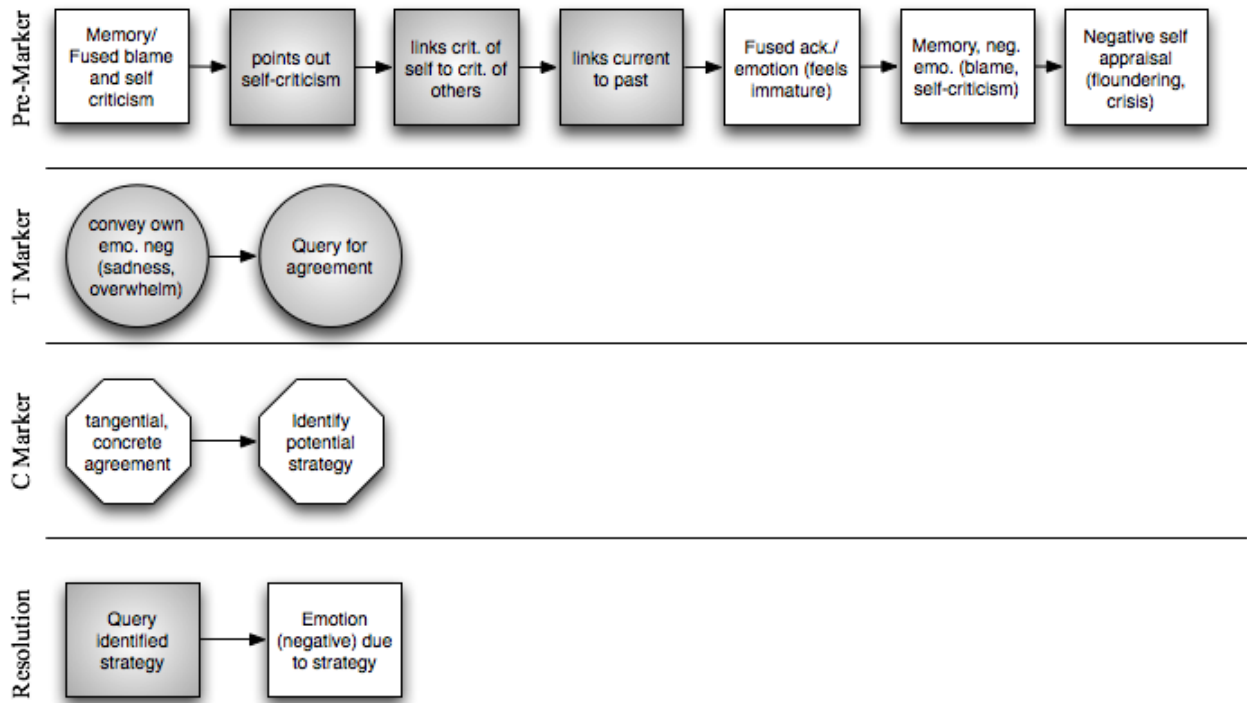 Pre-Marker
Memory/
Fused blame
and self
criticism
points out
self-criticism
links crit. of
self to crit. of
others
links current
to past
Fused ack./
emotion (feels
immature)
Memory, neg.
emo. (blame,
self-criticism)
Negative self
appraisal
(floundering,
crisis)
T Marker
convey own
emo. neg
(sadness,
overwhelm)
Query for
agreement
C Marker
tangential,
concrete
agreement
Identify
potential
strategy
Resolution
Query
identified
strategy
Emotion
(negative) due
to strategy